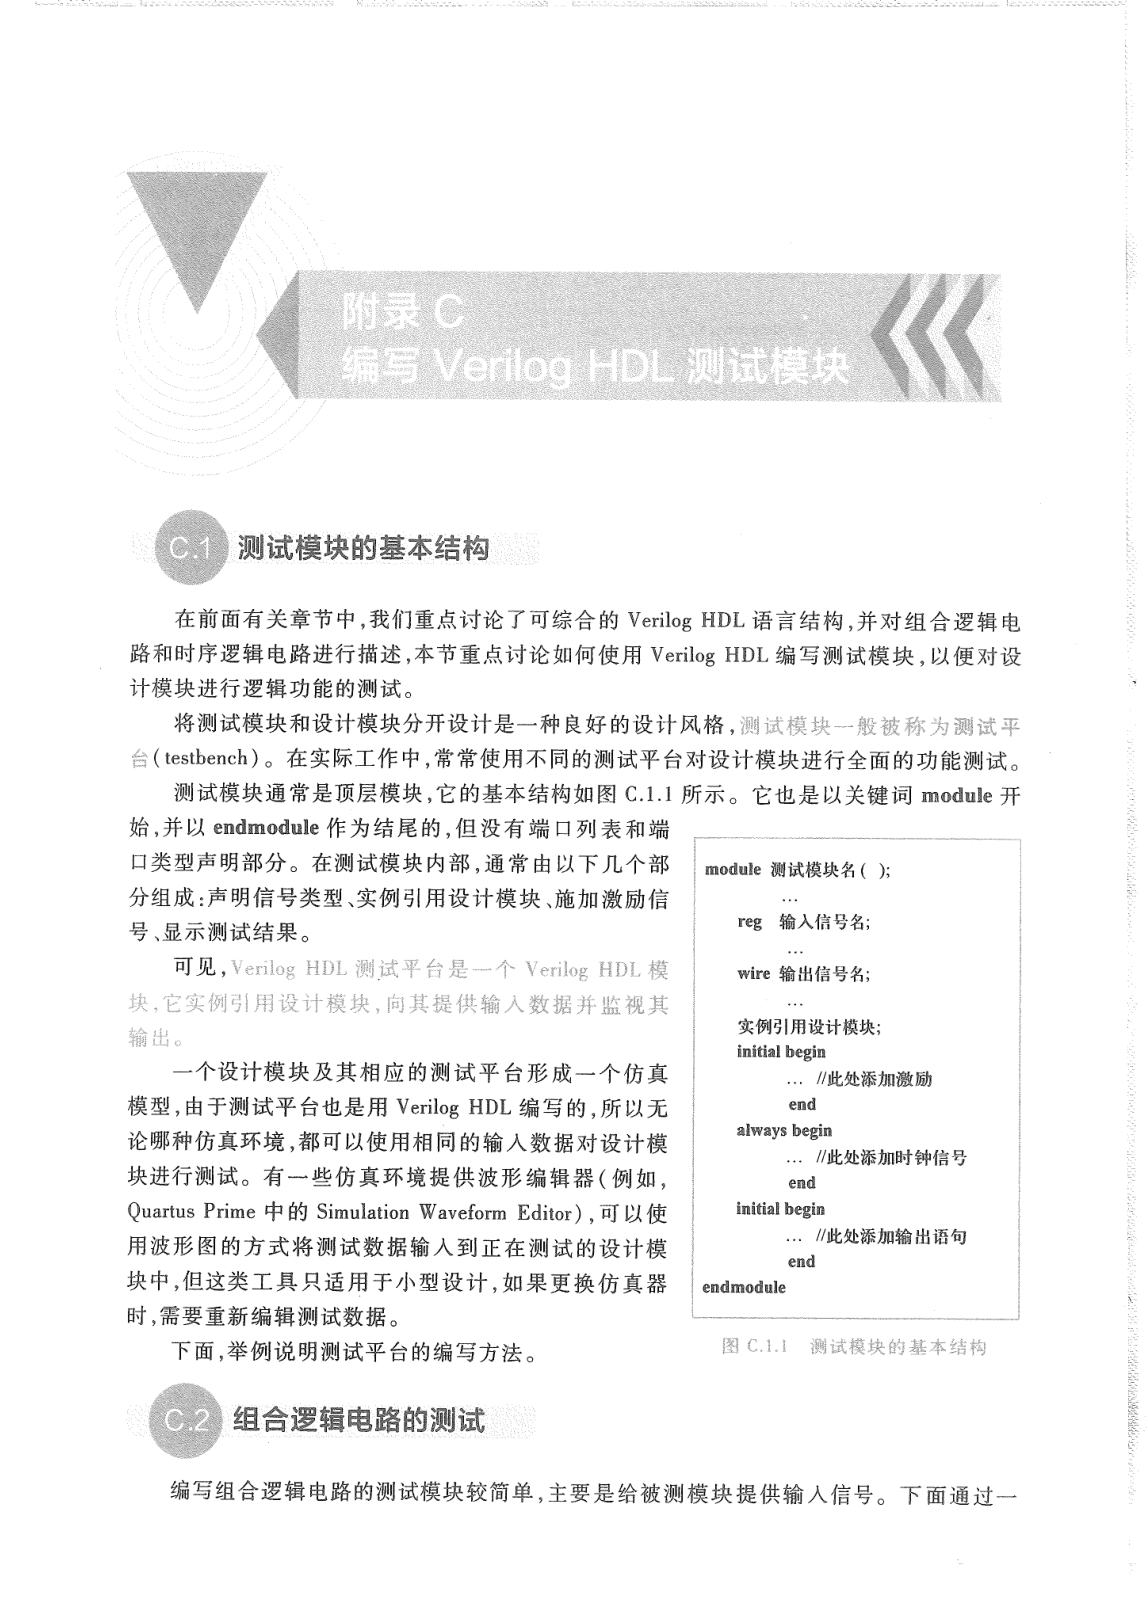 附录 C
编写 Verilog HDL 测试模块
C.1 测试模块的基本结构
在前面有关章节中,我们重点讨论了可综合的 Verilog HDL 语言结构,并对组合逻辑电
路和时序逻辑电路进行描述,本节重点讨论如何使用 Verilog HDL 编写测试模块,以便对设
计模块进行逻辑功能的测试。
将测试模块和设计模块分开设计是一种良好的设计风格,测试模块一般被称为测试平
台(testbench)。在实际工作中,常常使用不同的测试平台对设计模块进行全面的功能测试。
测试模块通常是顶层模块,它的基本结构如图 C.1.1 所示。它也是以关键词 module 开
始,并以 endmodule 作为结尾的,但没有端口列表和端
口类型声明部分。在测试模块内部,通常由以下几个部
分组成:声明信号类型、实例引用设计模块、施加激励信
号、显示测试结果。
可见,Verilog HDL 测试平台是一个 Verilog HDL 模
块,它实例引用设计模块,向其提供输入数据并监视其
输出。
一个设计模块及其相应的测试平台形成一个仿真
模型,由于测试平台也是用 Verilog HDL 编写的,所以无
论哪种仿真环境,都可以使用相同的输入数据对设计模
块进行测试。有一些仿真环境提供波形编辑器(例如,
Quartus Prime 中的 Simulation Waveform Editor),可以使
用波形图的方式将测试数据输入到正在测试的设计模
块中,但这类工具只适用于小型设计,如果更换仿真器
时,需要重新编辑测试数据。
下面,举例说明测试平台的编写方法。
module 测试模块名( );
…
reg 输入信号名;
…
wire 输出信号名;
…
实例引用设计模块;
initial begin
… //此处添加激励
end
always begin
… //此处添加时钟信号
end
initial begin
… //此处添加输出语句
end
endmodule
图 C.1.1 测试模块的基本结构
C.2 组合逻辑电路的测试
编写组合逻辑电路的测试模块较简单,主要是给被测模块提供输入信号。下面通过一